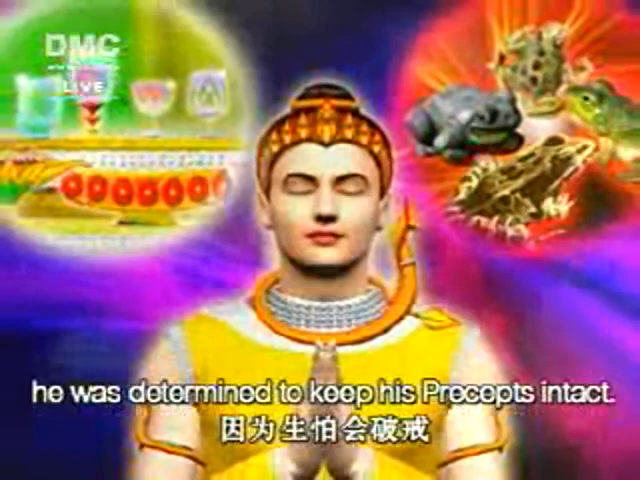 DMC
LIVE
he was determined to keep his Precepts intact.
因为生怕会破戒